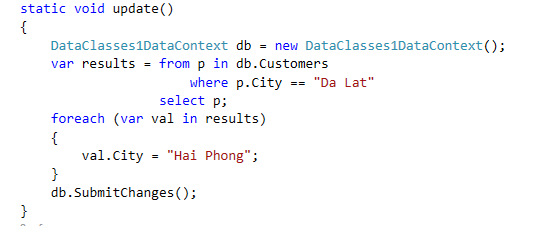 static void update()
{
DataClasses1DataContext db = new DataClasses1DataContext();
var results = from p in db.Customers
where p.City == "Da Lat"
select p;
foreach (var val in results)
{
val.City = "Hai Phong";
}
db.SubmitChanges();
}